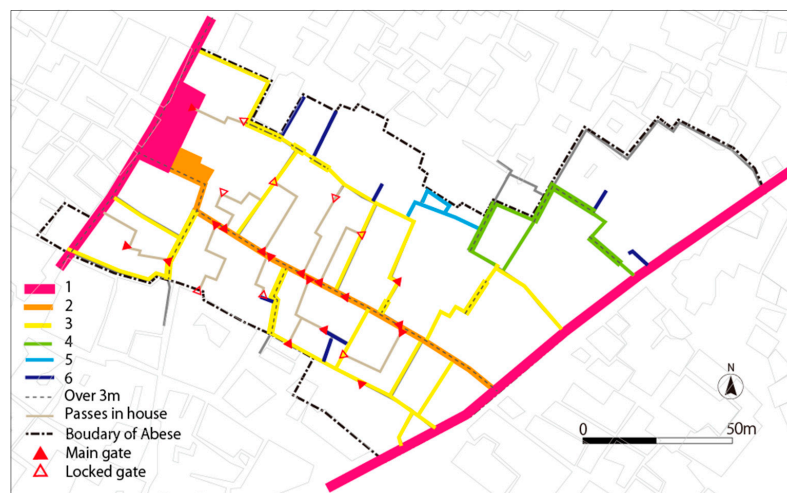 1
2
3
4
5
6
Over 3m
Passes in house
Boudary of Abese
Main gate
Locked gate
N
0 50m